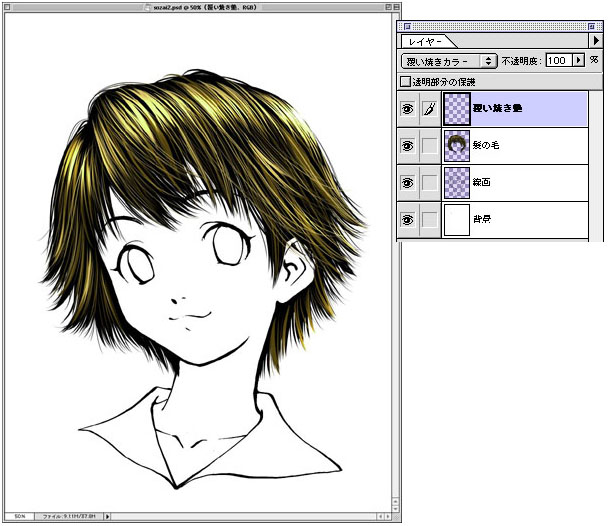 sozai2.psd @ 50% (覆い焼き塾, RGB)
レイヤー
覆い焼きカラー 不透明度: 100 %
透明部分の保護
覆い焼き塾
髪の毛
線画
背景
50% ファイル:9.11M/37.8M